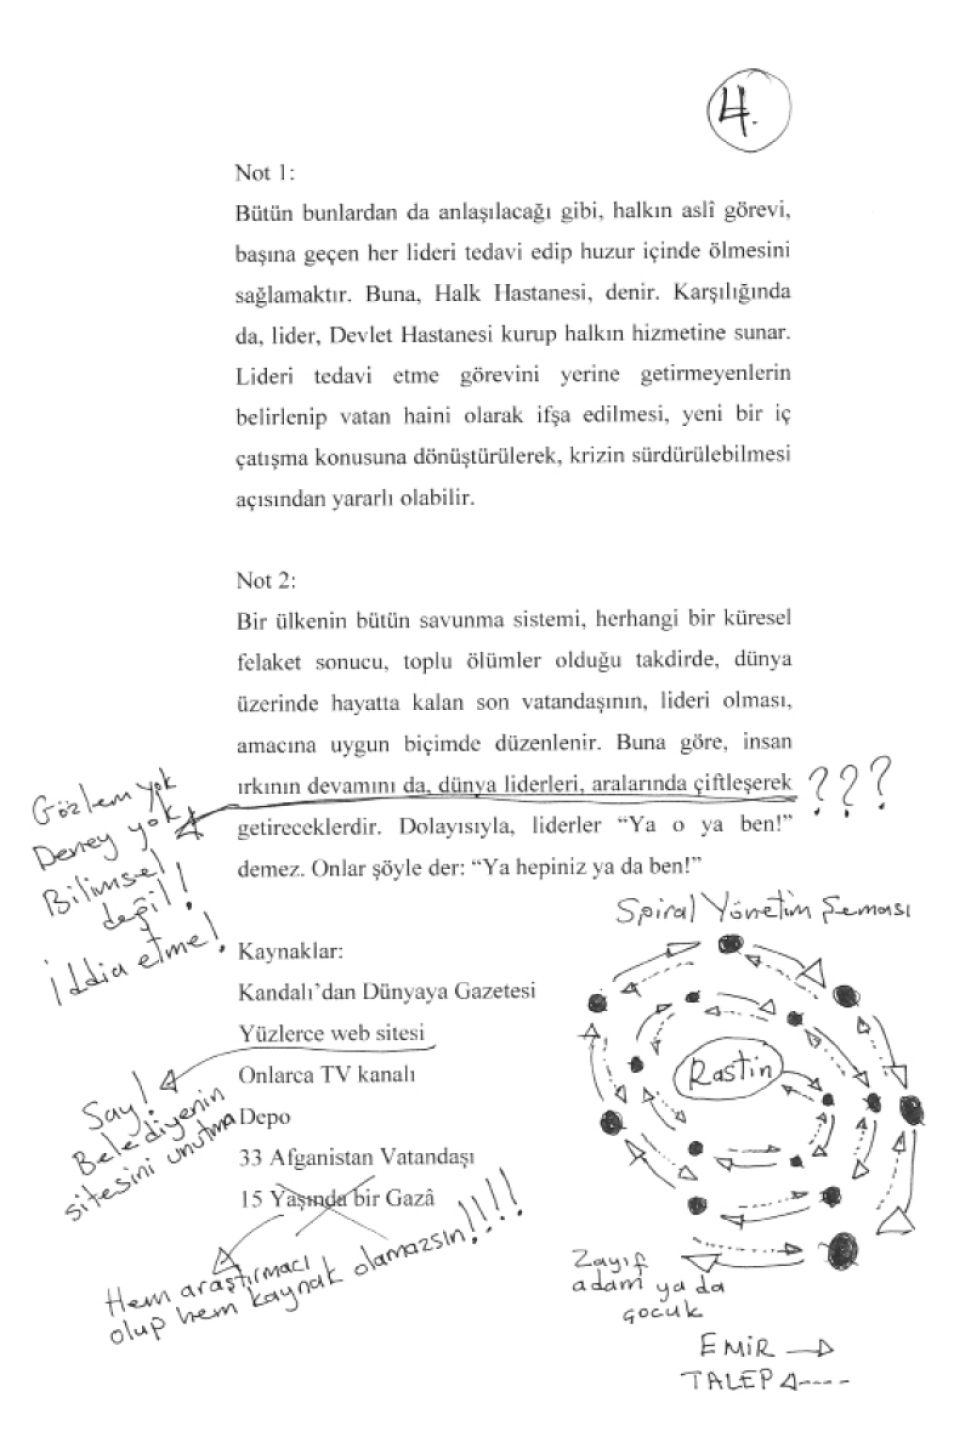 4.
Not 1:
Bütün bunlardan da anlaşılacağı gibi, halkın aslî görevi,
başına geçen her lideri tedavi edip huzur içinde ölmesini
sağlamaktır. Buna, Halk Hastanesi, denir. Karşılığında
da, lider, Devlet Hastanesi kurup halkın hizmetine sunar.
Lideri tedavi etme görevini yerine getirmeyenlerin
belirlenip vatan haini olarak ifşa edilmesi, yeni bir iç
çatışma konusuna dönüştürülerek, krizin sürdürülebilmesi
açısından yararlı olabilir.
Not 2:
Bir ülkenin bütün savunma sistemi, herhangi bir küresel
felaket sonucu, toplu ölümler olduğu takdirde, dünya
üzerinde hayatta kalan son vatandaşının, lideri olması,
amacına uygun biçimde düzenlenir. Buna göre, insan
ırkının devamını da, dünya liderleri, aralarında çiftleşerek
getireceklerdir. Dolayısıyla, liderler “Ya o ya ben!”
demez. Onlar şöyle der: “Ya hepiniz ya da ben!”
???
Gözlem yok
Deney yok
Bilimsel
değil!
İddia etme!
Kaynaklar:
Kandalı’dan Dünyaya Gazetesi
Yüzlerce web sitesi
Onlarca TV kanalı
Depo
33 Afganistan Vatandaşı
15 Yaşında bir Gazâ
Say!
Belediyenin
sitesini unutma
Hem araştırmacı
olup hem kaynak olamazsın!!!!
Spiral Yönetim Şeması
Rastin
Zayıf
adam ya da
çocuk
EMİR
TALEP